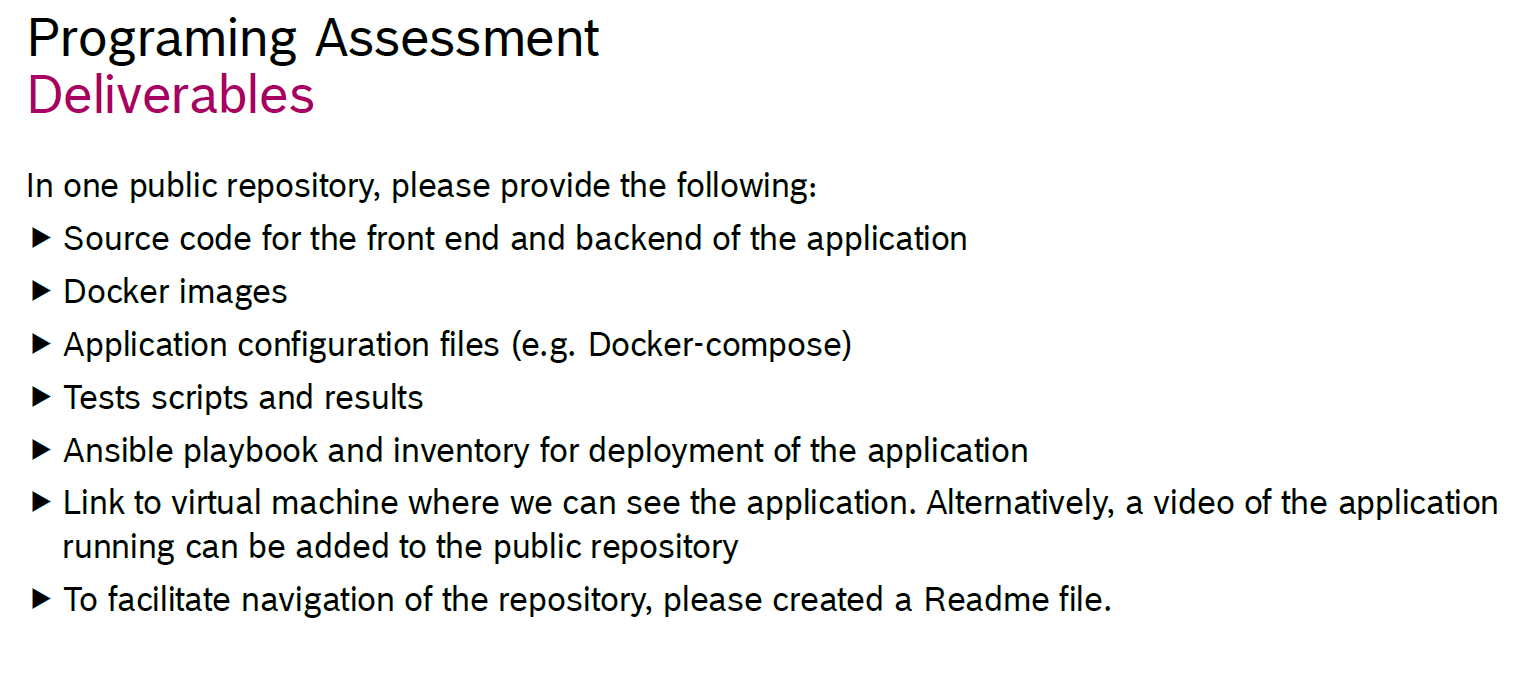 Programing Assessment
Deliverables
In one public repository, please provide the following:
► Source code for the front end and backend of the application
► Docker images
► Application configuration files (e.g. Docker-compose)
► Tests scripts and results
► Ansible playbook and inventory for deployment of the application
► Link to virtual machine where we can see the application. Alternatively, a video of the application
running can be added to the public repository
► To facilitate navigation of the repository, please created a Readme file.